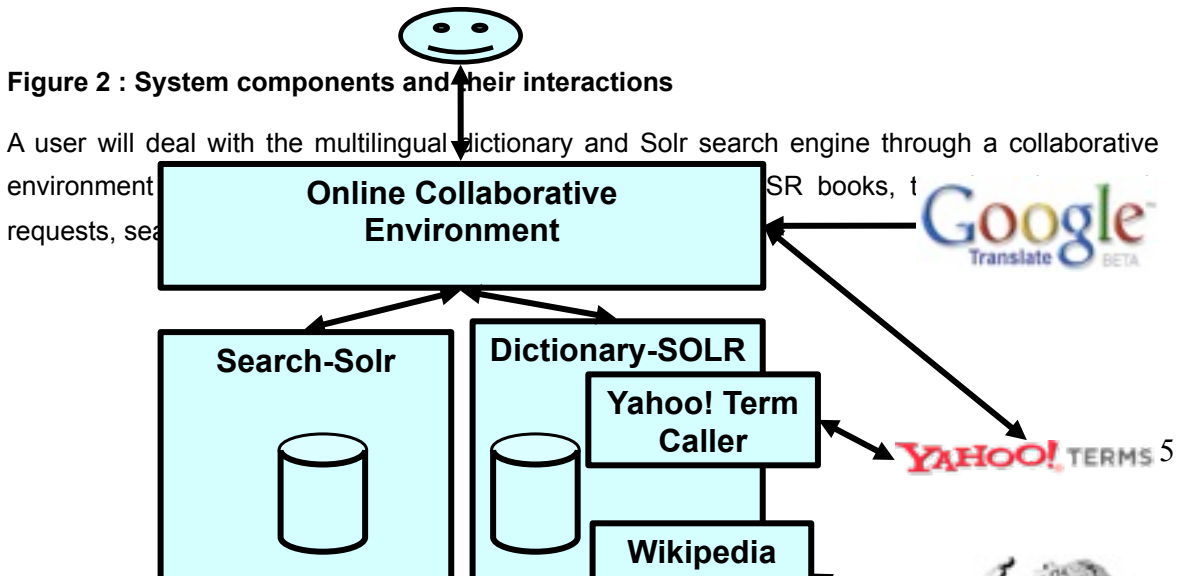 Figure 2 : System components and their interactions
A user will deal with the multilingual dictionary and Solr search engine through a collaborative
environment SR books,
requests,
Online Collaborative
Environment
Google
Translate BETA
Search-Solr
Dictionary-SOLR
Yahoo! Term
Caller
YAHOO! TERMS 5
Wikipedia